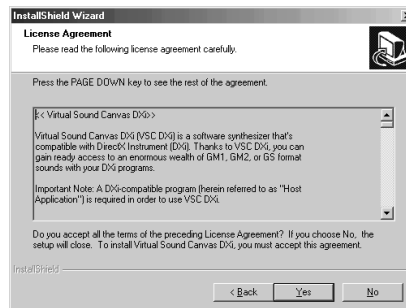 InstallShield Wizard
License Agreement
Please read the following license agreement carefully.
Press the PAGE DOWN key to see the rest of the agreement.
<< Virtual Sound Canvas DXi>>
Virtual Sound Canvas DXi (VSC DXi) is a software synthesizer that's
compatible with DirectX Instrument (DXi). Thanks to VSC DXi, you can
gain ready access to an enormous wealth of GM1, GM2, or GS format
sounds with your DXi programs.
Important Note: A DXi-compatible program (herein referred to as "Host
Application") is required in order to use VSC DXi.
Do you accept all the terms of the preceding License Agreement? If you choose No, the
setup will close. To install Virtual Sound Canvas DXi, you must accept this agreement.
InstallShield
< Back Yes No